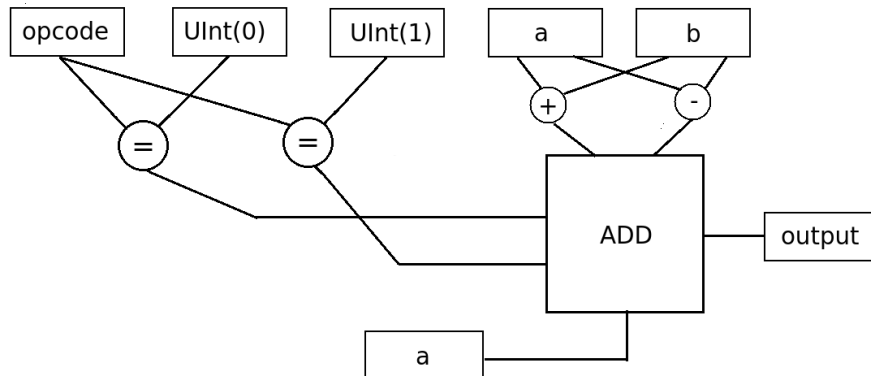 opcode
UInt(0)
UInt(1)
a
b
+
-
=
=
ADD
output
a